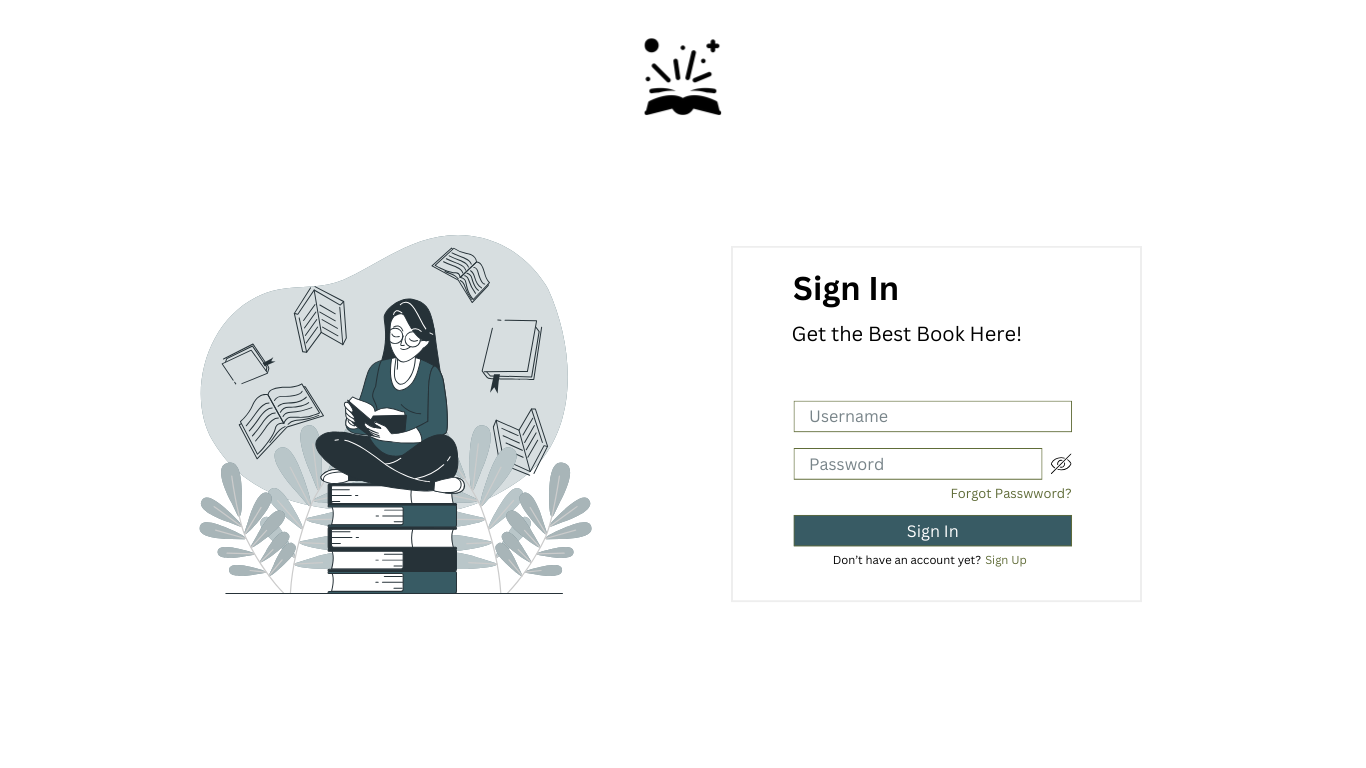 Sign In
Get the Best Book Here!
Username
Password
Forgot Passwword?
Sign In
Don't have an account yet? Sign Up